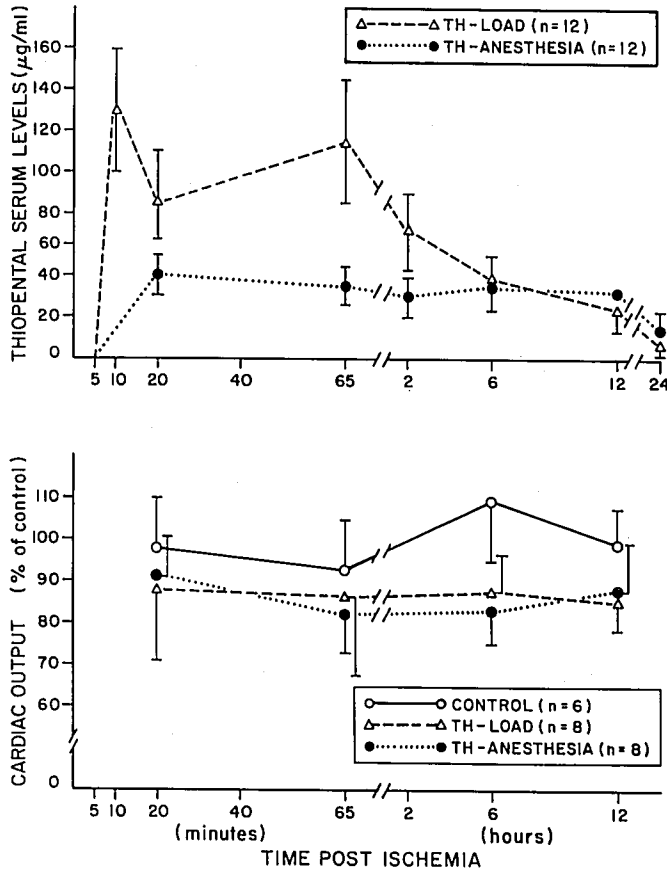 TH-LOAD (n=12)
TH-ANESTHESIA (n=12)
THIOPENTAL SERUM LEVELS (µg/ml)
160
140
120
100
80
60
40
20
0
5 10 20 40 65 2 6 12 24
CARDIAC OUTPUT (% of control)
110
100
90
80
70
60
0
CONTROL (n=6)
TH-LOAD (n=8)
TH-ANESTHESIA (n=8)
5 10 20 40 65 2 6 12
(minutes) (hours)
TIME POST ISCHEMIA